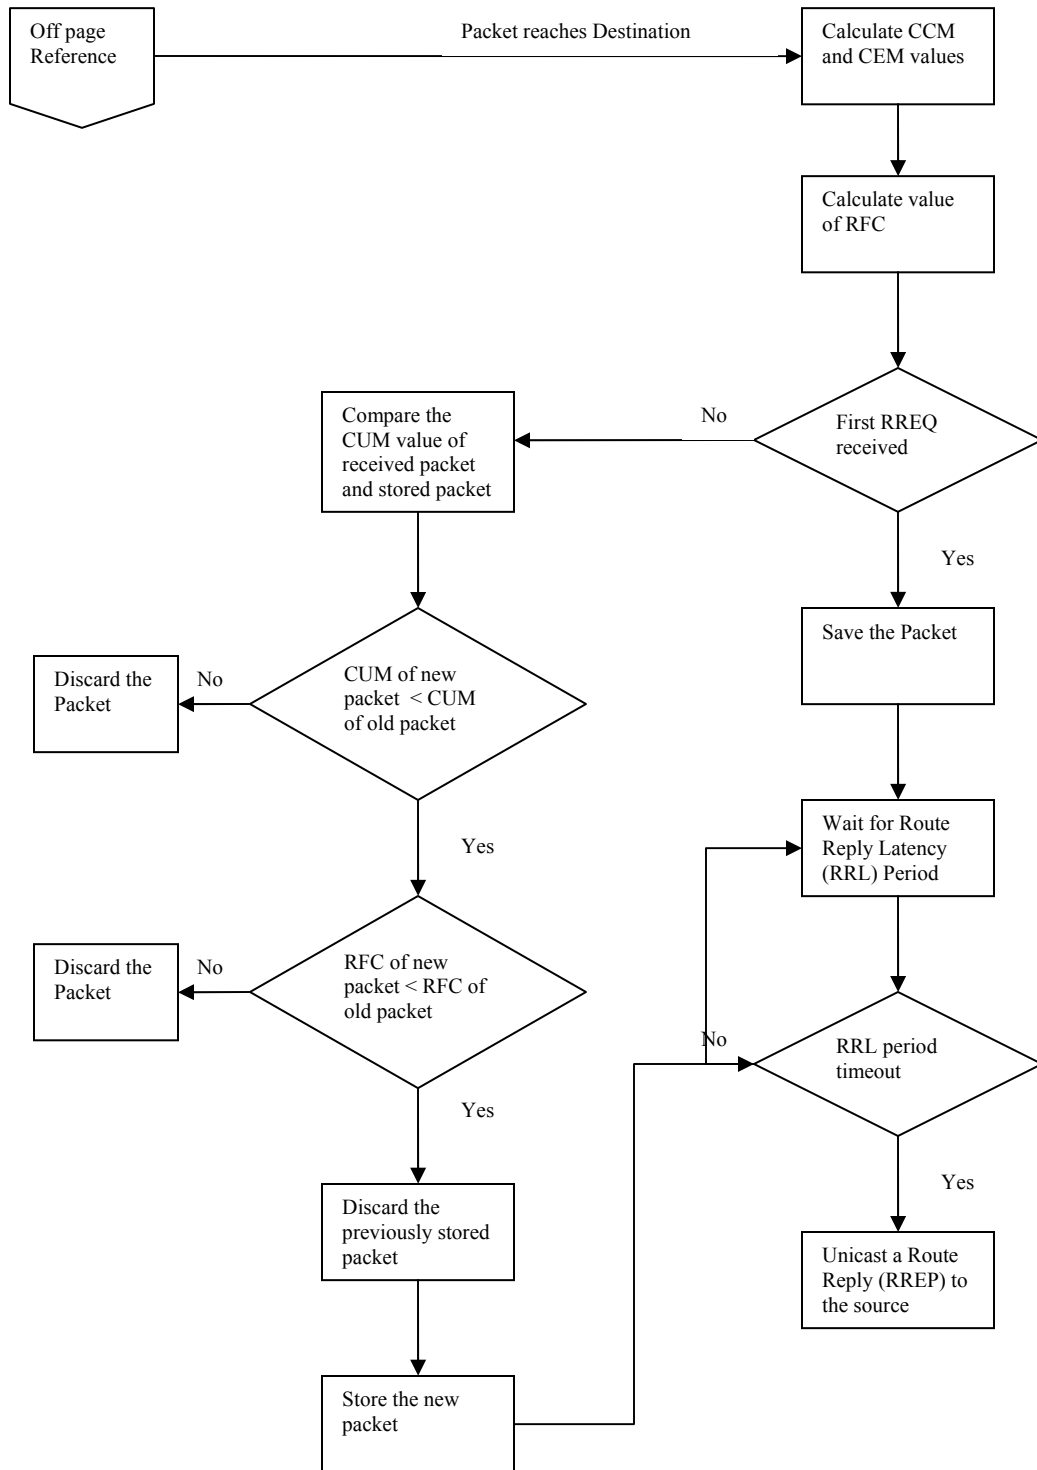 Off page
Reference
Packet reaches Destination
Calculate CCM
and CEM values
Calculate value
of RFC
First RREQ
received
No
Compare the
CUM value of
received packet
and stored packet
Yes
Save the Packet
CUM of new
packet < CUM
of old packet
No
Discard the
Packet
Yes
Wait for Route
Reply Latency
(RRL) Period
RFC of new
packet < RFC of
old packet
No
Discard the
Packet
No
RRL period
timeout
Yes
Yes
Discard the
previously stored
packet
Unicast a Route
Reply (RREP) to
the source
Store the new
packet